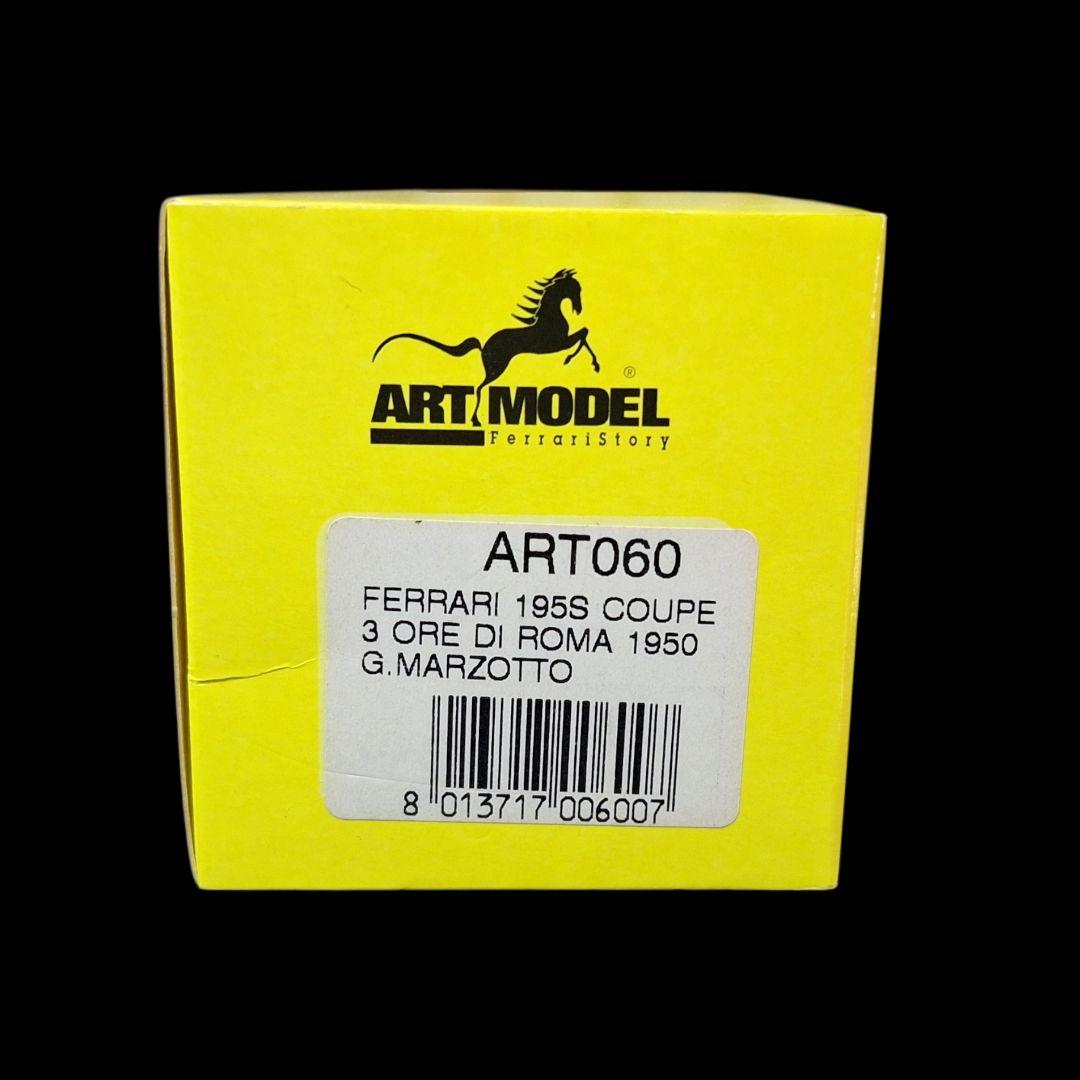 ®
ART MODEL
FerrariStory
ART060
FERRARI 195S COUPE
3 ORE DI ROMA 1950
G.MARZOTTO
8 013717 006007